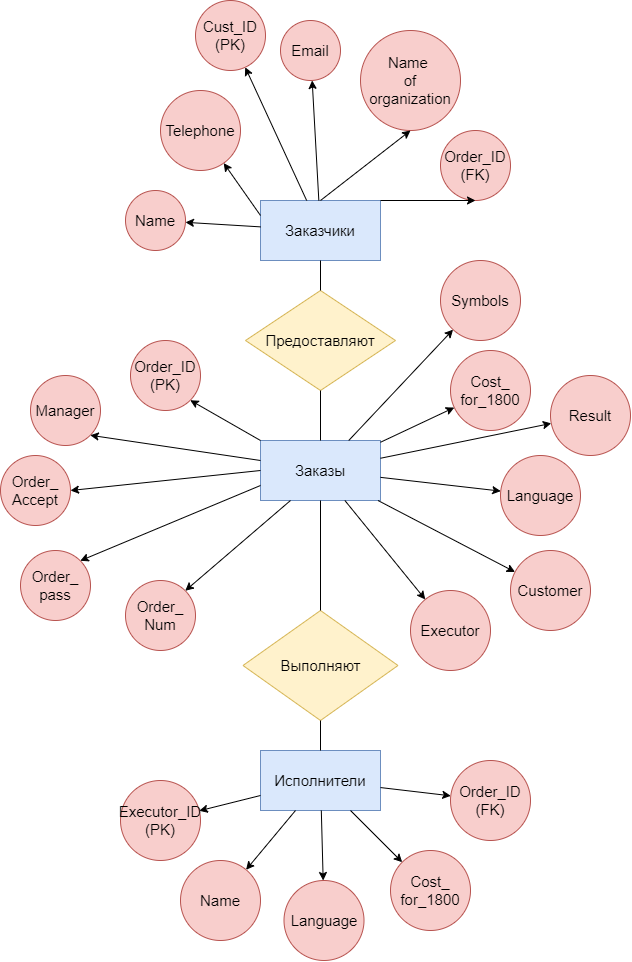 Cust_ID
(PK)
Email
Name
of
organization
Telephone
Order_ID
(FK)
Name
Заказчики
Предоставляют
Symbols
Order_ID
(PK)
Cost_
for_1800
Manager
Result
Заказы
Order_
Accept
Language
Order_
pass
Customer
Order_
Num
Executor
Выполняют
Исполнители
Order_ID
(FK)
Executor_ID
(PK)
Name
Cost_
for_1800
Language